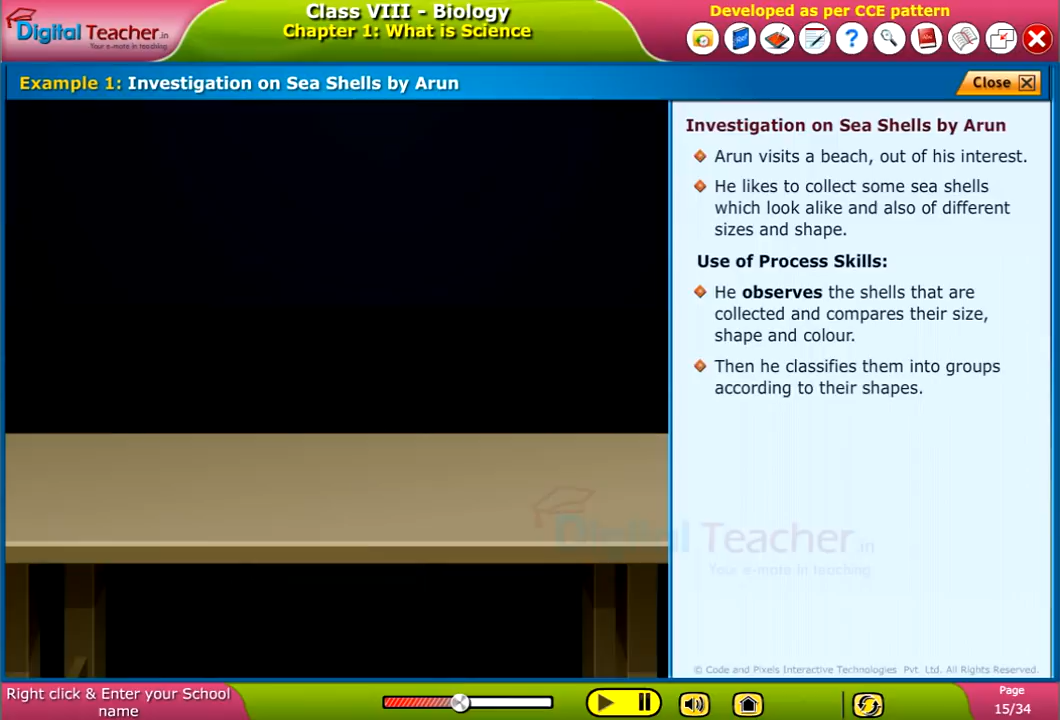 Digital Teacher.in
Your e-mate in teaching
Class VIII - Biology
Chapter 1: What is Science
Developed as per CCE pattern
Example 1: Investigation on Sea Shells by Arun
Close
Investigation on Sea Shells by Arun
Arun visits a beach, out of his interest.
He likes to collect some sea shells
which look alike and also of different
sizes and shape.
Use of Process Skills:
He observes the shells that are
collected and compares their size,
shape and colour.
Then he classifies them into groups
according to their shapes.
Digital Teacher.in
Your e-mate in teaching
© Code and Pixels Interactive Technologies Pvt. Ltd. All Rights Reserved.
Right click & Enter your School
name
Page
15/34